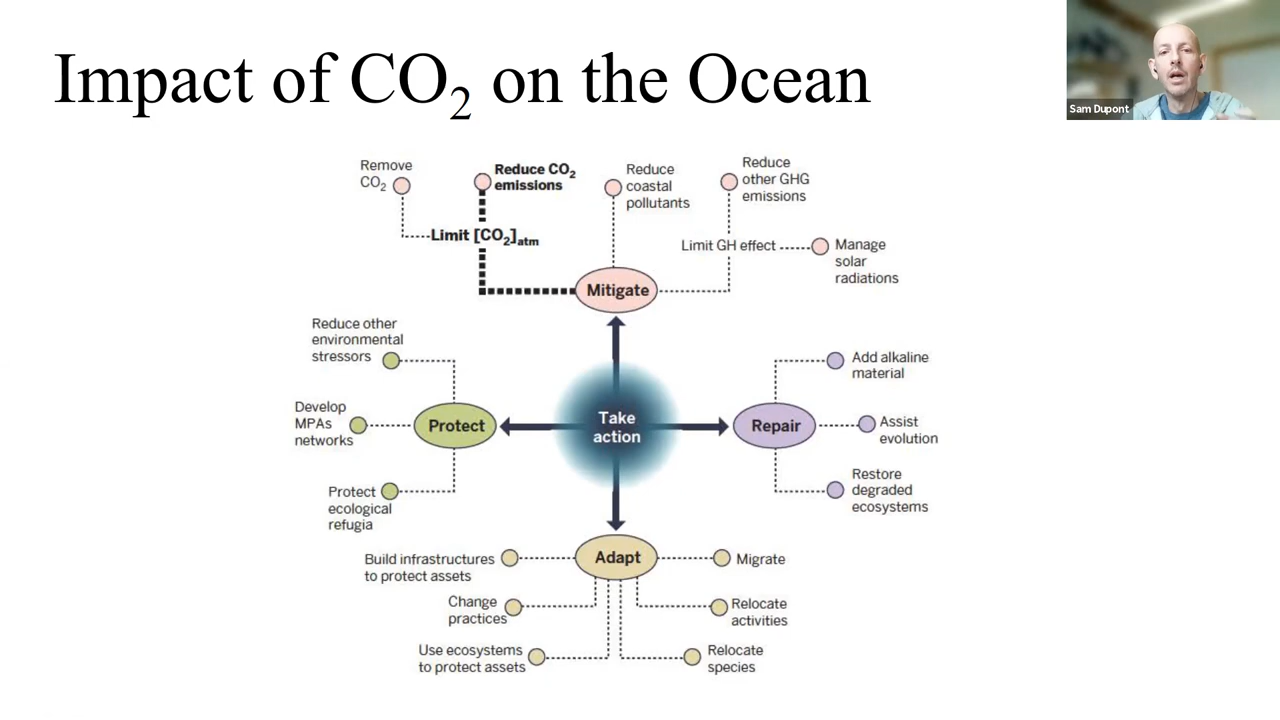 Impact of CO₂ on the Ocean
Sam Dupont
Remove
CO₂
Reduce CO₂
emissions
Reduce
coastal
pollutants
Reduce
other GHG
emissions
Limit [CO₂]atm
Limit GH effect
Manage
solar
radiations
Mitigate
Reduce other
environmental
stressors
Develop
MPAs
networks
Protect
ecological
refugia
Protect
Take
action
Repair
Add alkaline
material
Assist
evolution
Restore
degraded
ecosystems
Adapt
Build infrastructures
to protect assets
Change
practices
Use ecosystems
to protect assets
Migrate
Relocate
activities
Relocate
species